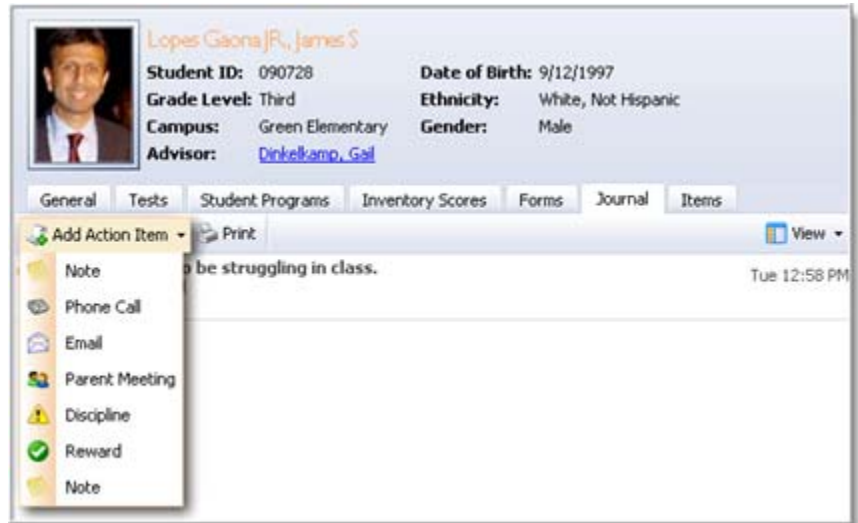 Lopes Gaona JR., James S
Student ID: 090728 Date of Birth: 9/12/1997
Grade Level: Third Ethnicity: White, Not Hispanic
Campus: Green Elementary Gender: Male
Advisor: Dinkelkamp, Gail
General Tests Student Programs Inventory Scores Forms Journal Items
Add Action Item Print View
be struggling in class.
Tue 12:58 PM
Note
Phone Call
Email
Parent Meeting
Discipline
Reward
Note